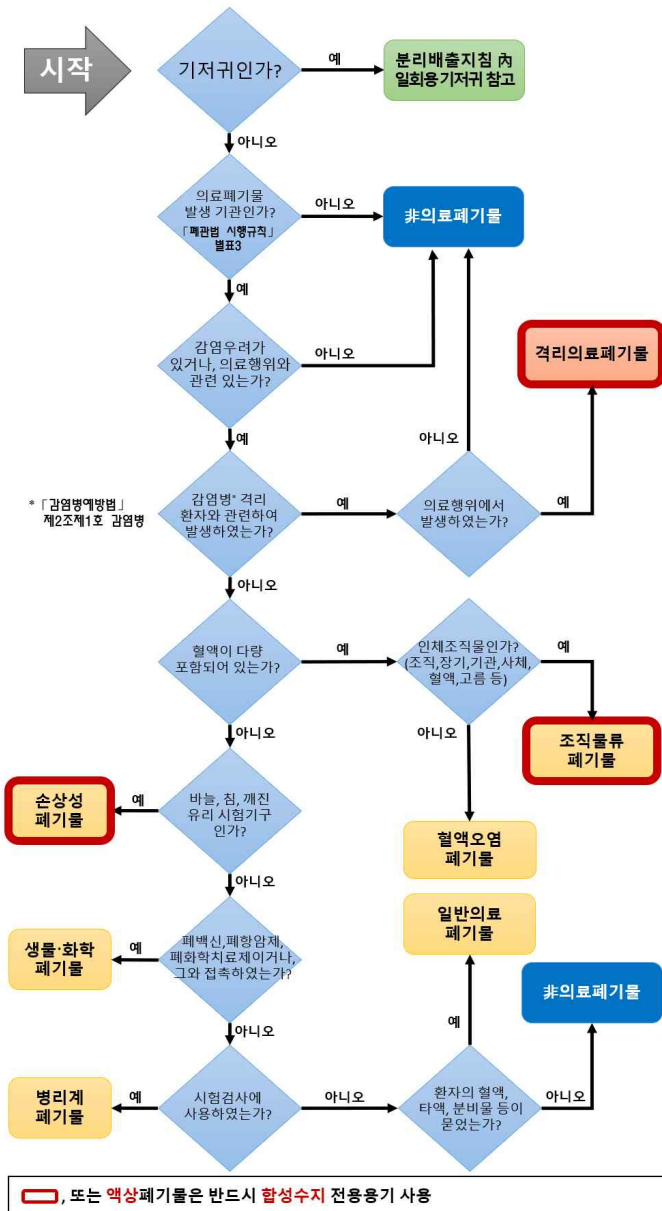 시작
기저귀인가?
예
분리배출지침 內
일회용기저귀 참고
아니오
의료폐기물
발생 기관인가?
「폐관법 시행규칙」
별표3
아니오
非의료폐기물
예
감염우려가
있거나, 의료행위와
관련 있는가?
아니오
격리의료폐기물
예
아니오
* 「감염병예방법」
제2조제1호 감염병
감염병* 격리
환자와 관련하여
발생하였는가?
예
의료행위에서
발생하였는가?
예
아니오
혈액이 다량
포함되어 있는가?
예
인체조직물인가?
(조직,장기,기관,사체,
혈액,고름 등)
예
아니오
아니오
조직물류
폐기물
손상성
폐기물
예
바늘, 침, 깨진
유리 시험기구
인가?
혈액오염
폐기물
아니오
일반의료
폐기물
생물·화학
폐기물
예
폐백신,폐항암제,
폐화학치료제이거나,
그와 접촉하였는가?
非의료폐기물
예
아니오
병리계
폐기물
예
시험검사에
사용하였는가?
아니오
환자의 혈액,
타액, 분비물 등이
묻었는가?
아니오
, 또는 액상폐기물은 반드시 합성수지 전용용기 사용